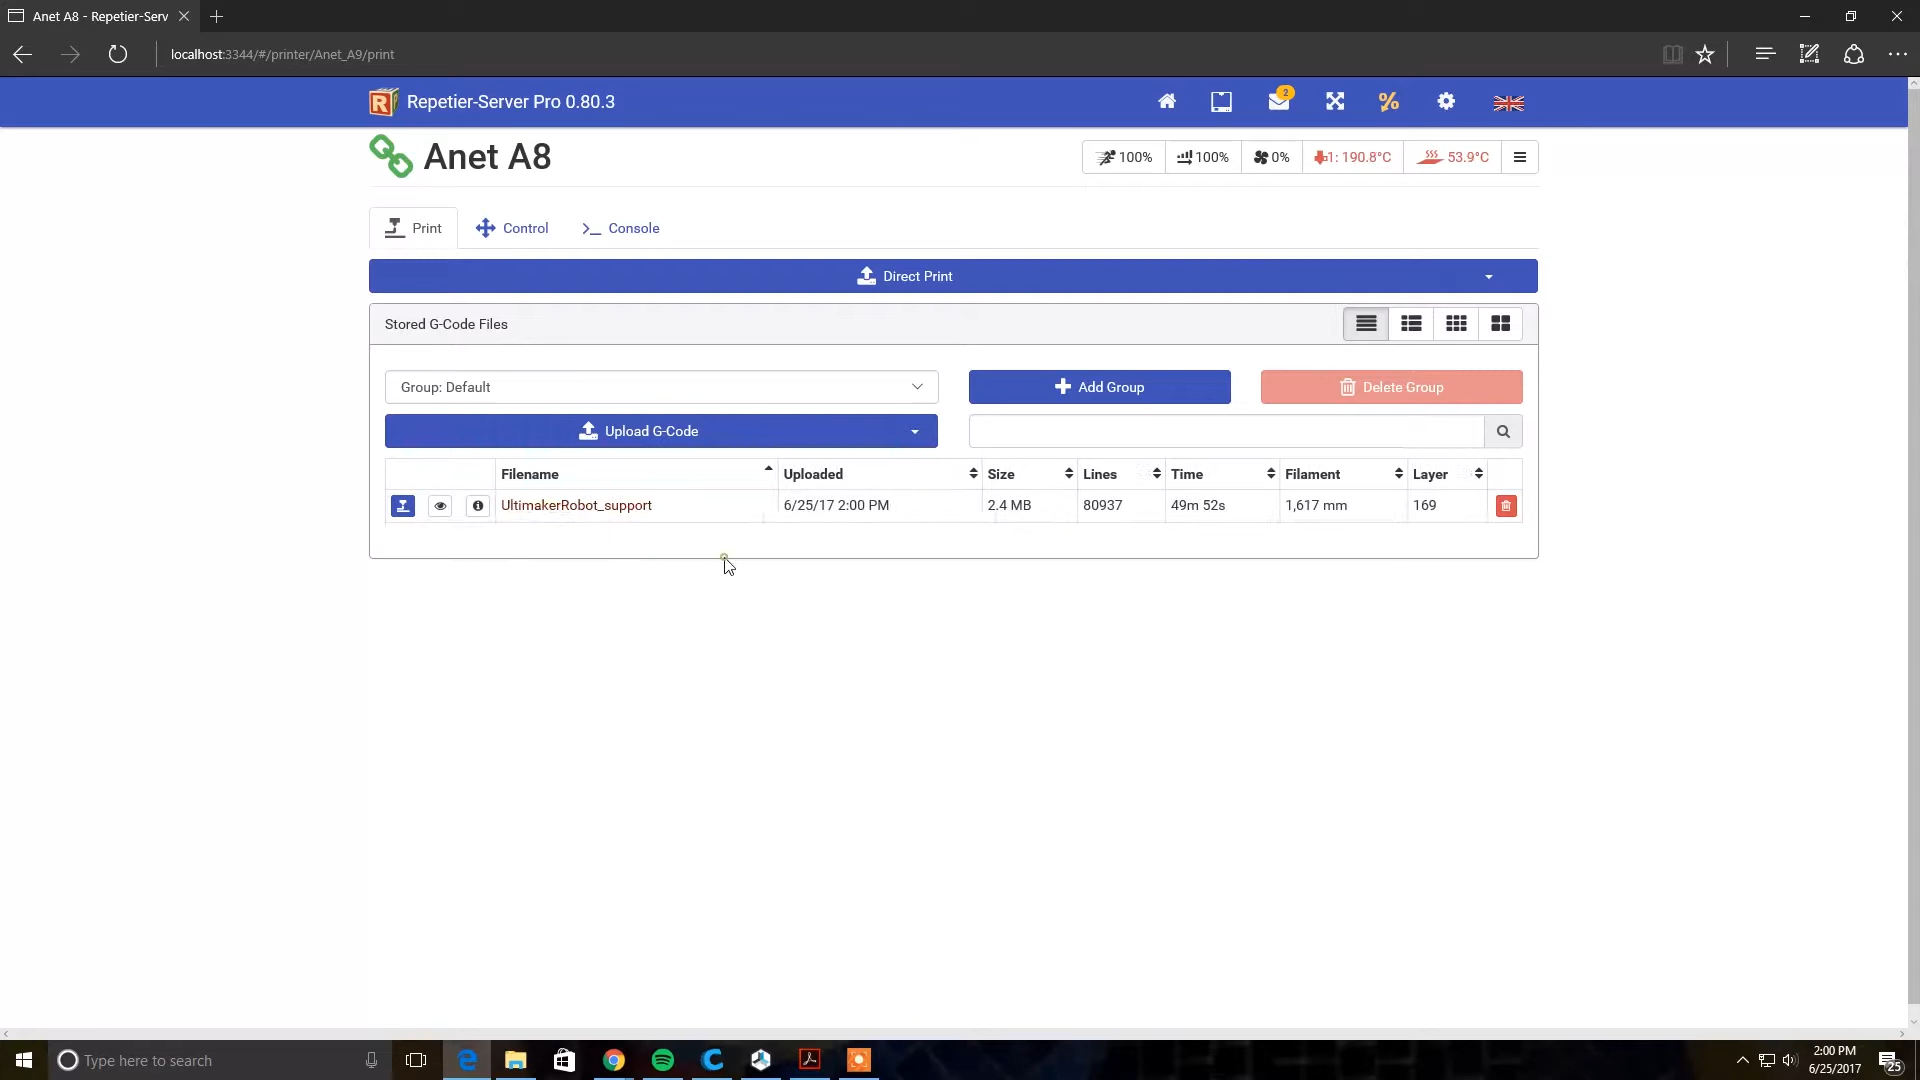 Anet A8 - Repetier-Serv
localhost:3344/#/printer/Anet_A9/print
Repetier-Server Pro 0.80.3
2
Anet A8
100% 100% 0% 1: 190.8°C 53.9°C
Print Control Console
Direct Print
Stored G-Code Files
Group: Default Add Group Delete Group
Upload G-Code
Filename Uploaded Size Lines Time Filament Layer
UltimakerRobot_support 6/25/17 2:00 PM 2.4 MB 80937 49m 52s 1,617 mm 169
Type here to search
2:00 PM
6/25/2017
25